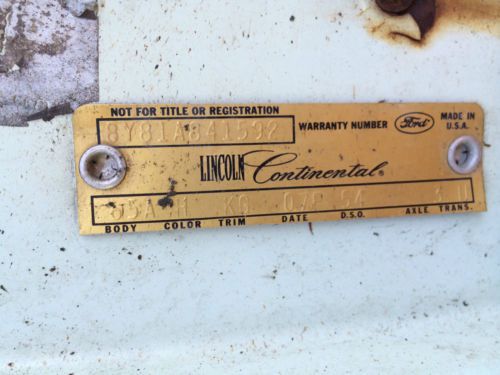 NOT FOR TITLE OR REGISTRATION
8Y81A841592 WARRANTY NUMBER Ford MADE IN U.S.A.
LINCOLN Continental®
54
BODY COLOR TRIM DATE D.S.O. AXLE TRANS.